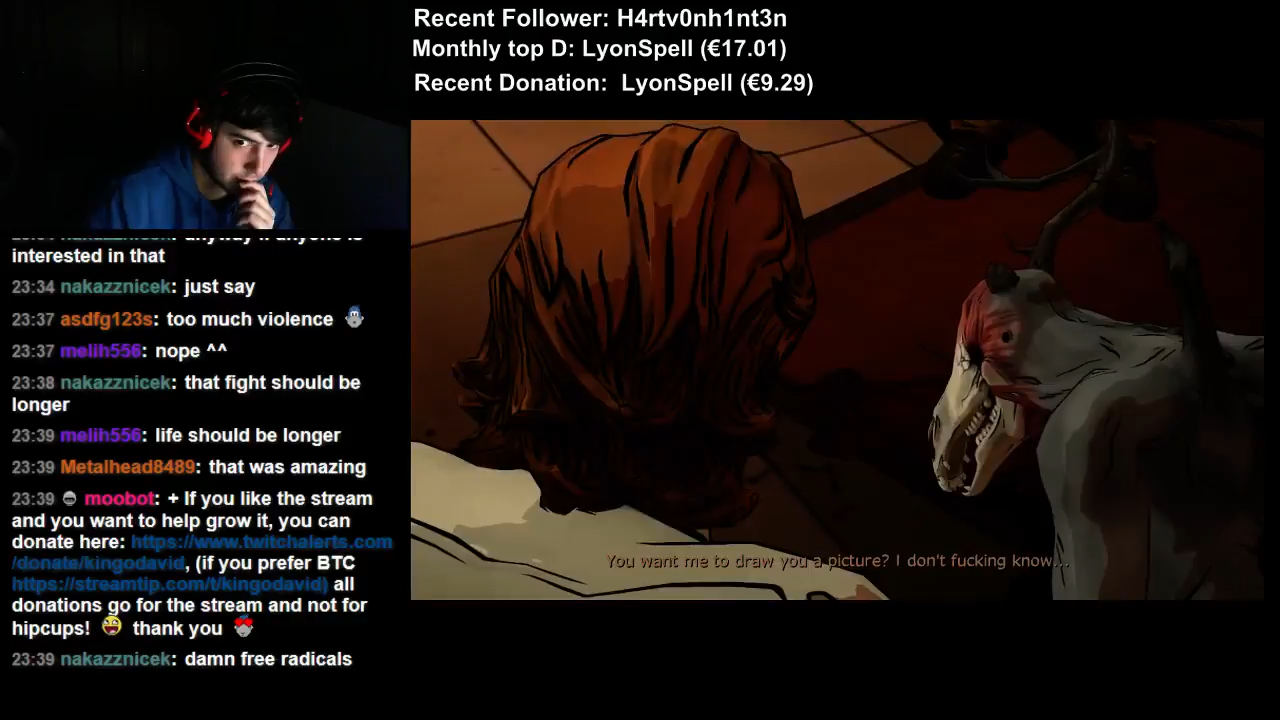 Recent Follower: H4rtv0nh1nt3n
Monthly top D: LyonSpell (€17.01)
Recent Donation: LyonSpell (€9.29)
interested in that
23:34 nakazznicek: just say
23:37 asdfg123s: too much violence
23:37 melih556: nope ^^
23:38 nakazznicek: that fight should be
longer
23:39 melih556: life should be longer
23:39 Metalhead8489: that was amazing
23:39 moobot: + If you like the stream
and you want to help grow it, you can
donate here: https://www.twitchalerts.com
/donate/kingodavid, (if you prefer BTC
https://streamtip.com/t/kingodavid) all
donations go for the stream and not for
hipcups! thank you
23:39 nakazznicek: damn free radicals
You want me to draw you a picture? I don't fucking know...